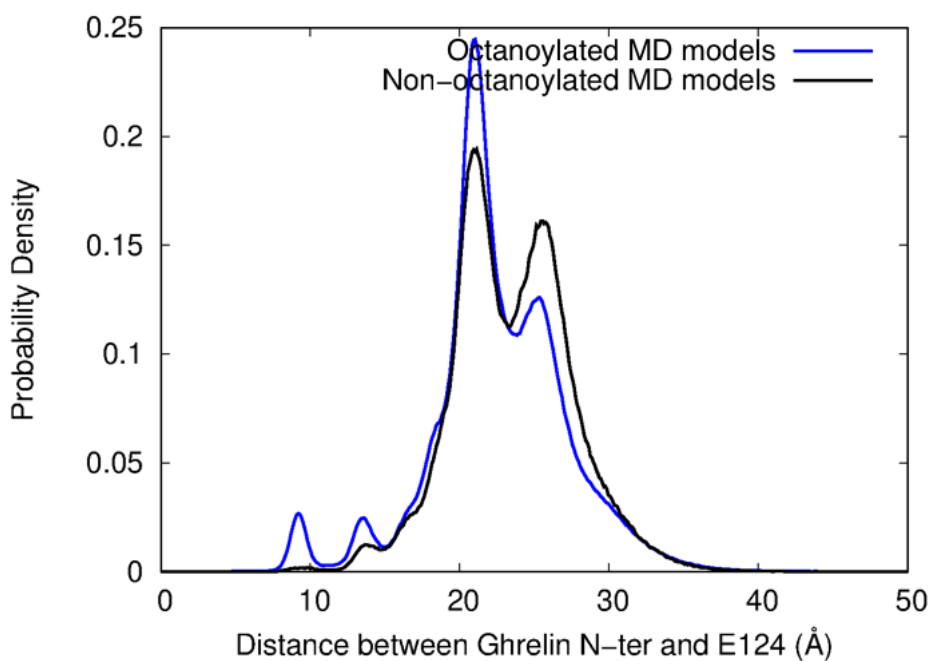 0.25
Octanoylated MD models
Non−octanoylated MD models
0.2
0.15
0.1
0.05
0
0 10 20 30 40 50
Probability Density
Distance between Ghrelin N−ter and E124 (Å)